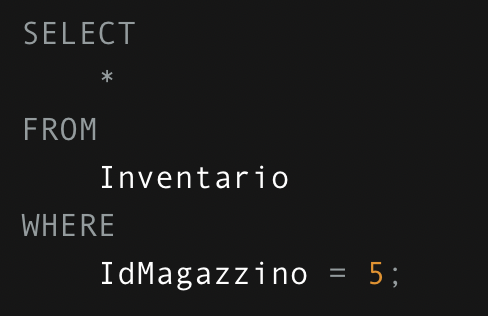 SELECT
    *
FROM
    Inventario
WHERE
    IdMagazzino = 5;